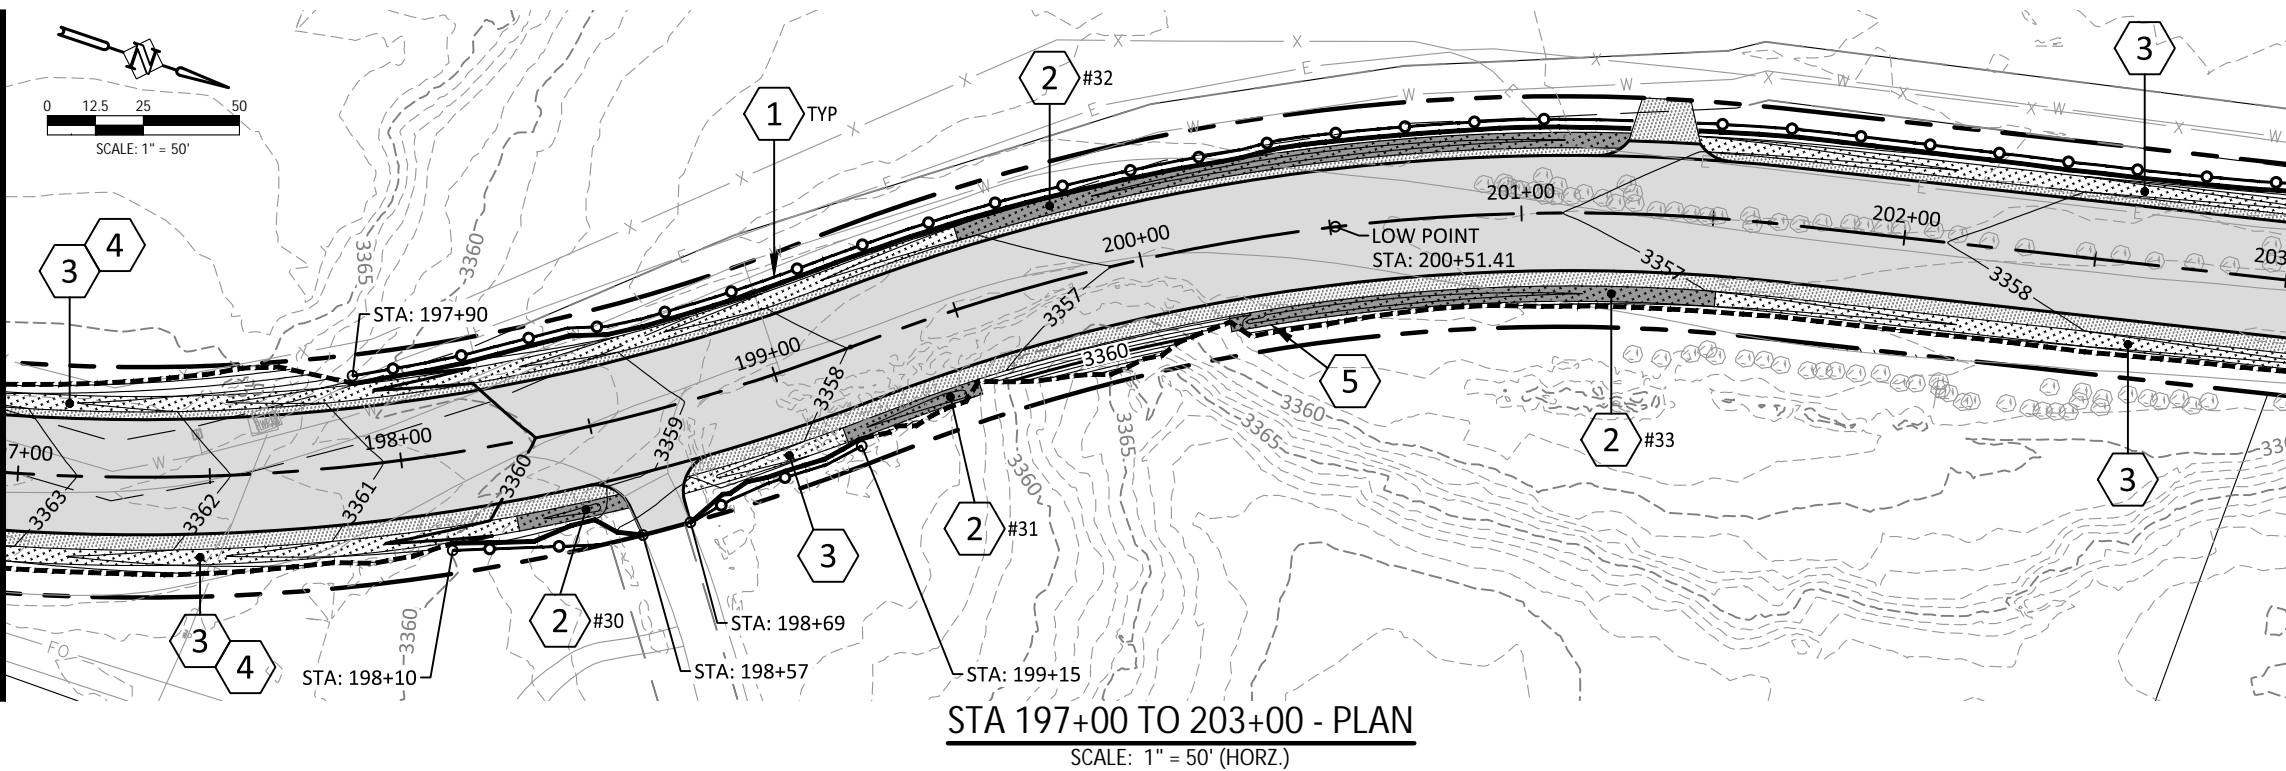 N
0 12.5 25 50
SCALE: 1" = 50'
3 4
3365
3360
STA: 197+90
1 TYP
2 #32
3
X X X X X X X X X X
E E E E E E
W W W W W W W
201+00
202+00
203
200+00
LOW POINT
STA: 200+51.41
3357
3358
3357
199+00
3358
3360
198+00
7+00
W
3359
3363
3362
3361
3360
5
3360
3365
3365
3360
2 #33
3
2 #31
3
2 #30
3360
3 4
FO
STA: 198+10
STA: 198+69
STA: 198+57
STA: 199+15
STA 197+00 TO 203+00 - PLAN
SCALE: 1" = 50' (HORZ.)